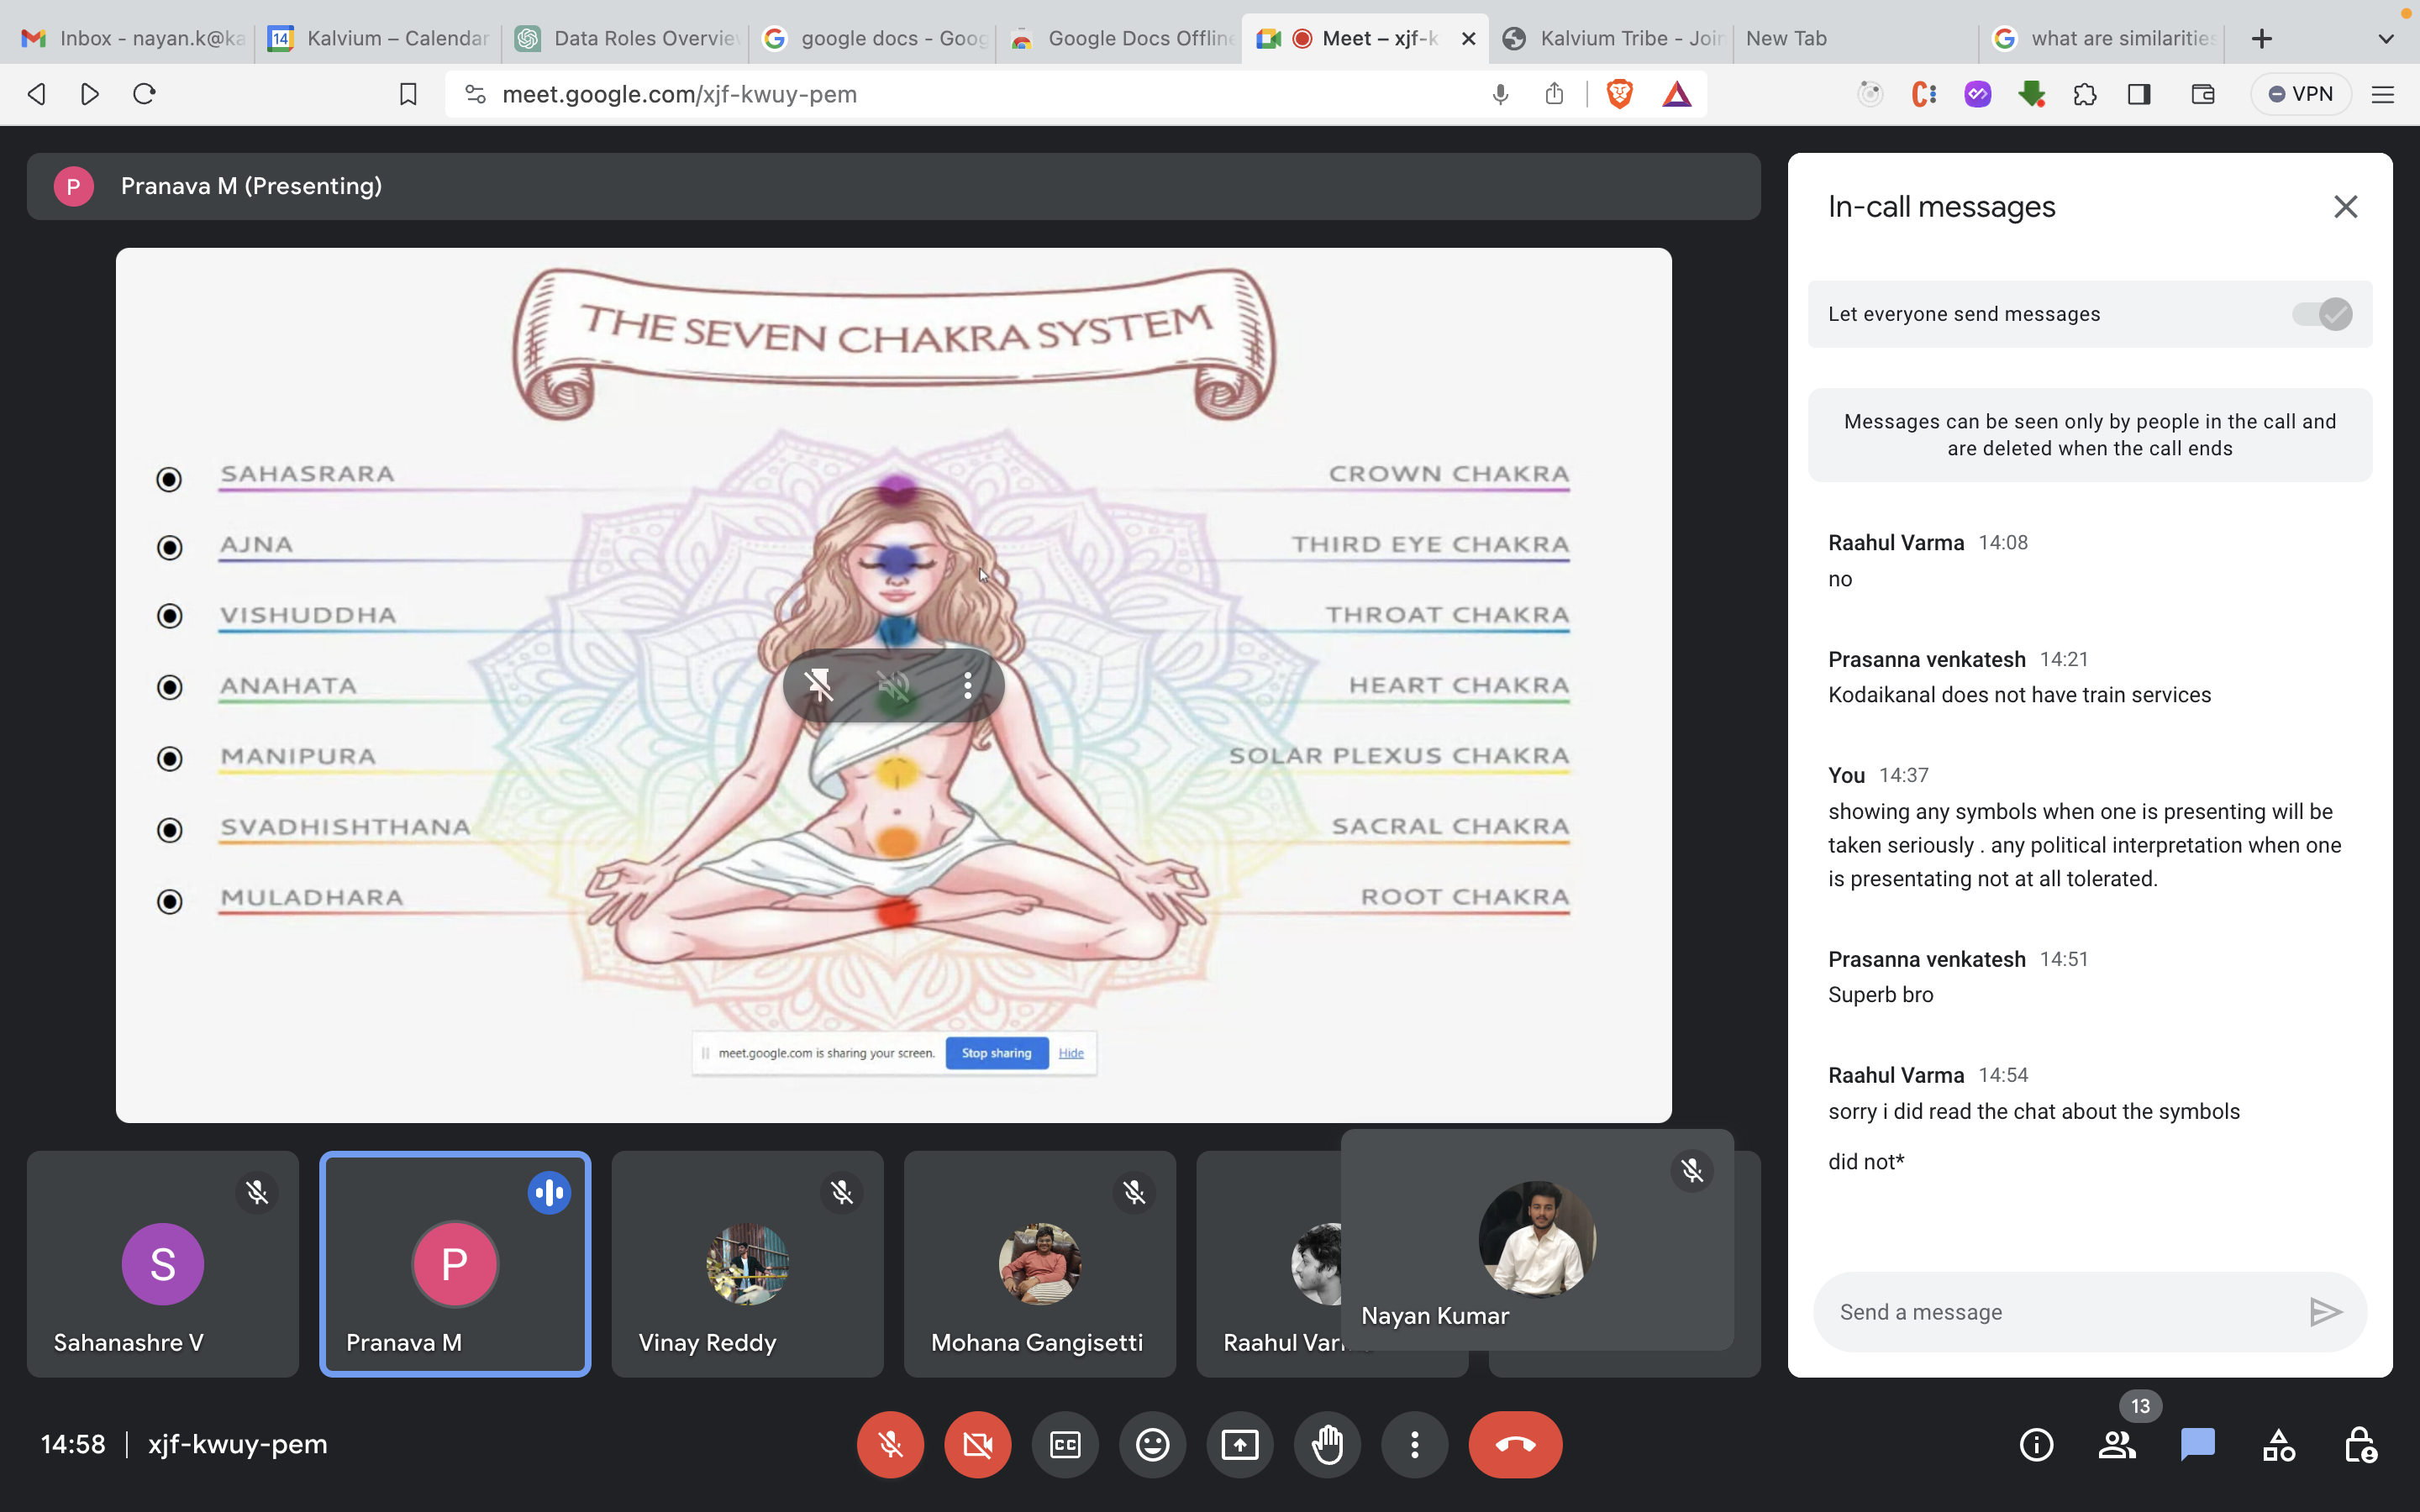 Inbox - nayan.k@ka
14
Kalvium – Calendar
Data Roles Overvie
google docs - Goog
Google Docs Offline
Meet – xjf-k
Kalvium Tribe - Join
New Tab
what are similarities
meet.google.com/xjf-kwuy-pem
VPN
P
Pranava M (Presenting)
THE SEVEN CHAKRA SYSTEM
SAHASRARA
CROWN CHAKRA
AJNA
THIRD EYE CHAKRA
VISHUDDHA
THROAT CHAKRA
ANAHATA
HEART CHAKRA
MANIPURA
SOLAR PLEXUS CHAKRA
SVADHISHTHANA
SACRAL CHAKRA
MULADHARA
ROOT CHAKRA
meet.google.com is sharing your screen.
Stop sharing
Hide
In-call messages
Let everyone send messages
Messages can be seen only by people in the call and
are deleted when the call ends
Raahul Varma 14:08
no
Prasanna venkatesh 14:21
Kodaikanal does not have train services
You 14:37
showing any symbols when one is presenting will be
taken seriously . any political interpretation when one
is presentating not at all tolerated.
Prasanna venkatesh 14:51
Superb bro
Raahul Varma 14:54
sorry i did read the chat about the symbols
did not*
Send a message
S
Sahanashre V
P
Pranava M
Vinay Reddy
Mohana Gangisetti
Raahul Var
Nayan Kumar
14:58
xjf-kwuy-pem
CC
13